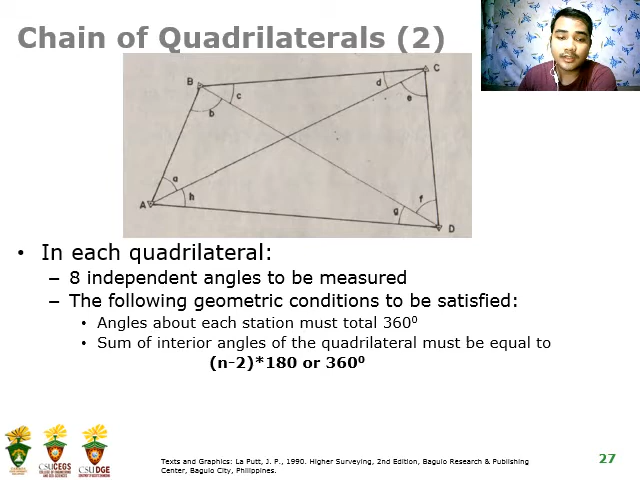 Chain of Quadrilaterals (2)
B
C
c
d
b
e
a
h
A
f
g
D
• In each quadrilateral:
– 8 independent angles to be measured
– The following geometric conditions to be satisfied:
• Angles about each station must total 360⁰
• Sum of interior angles of the quadrilateral must be equal to
(n-2)*180 or 360⁰
CSUCEGS
CSUDGE
Texts and Graphics: La Putt, J. P., 1990. Higher Surveying, 2nd Edition, Baguio Research & Publishing
Center, Baguio City, Philippines.
27